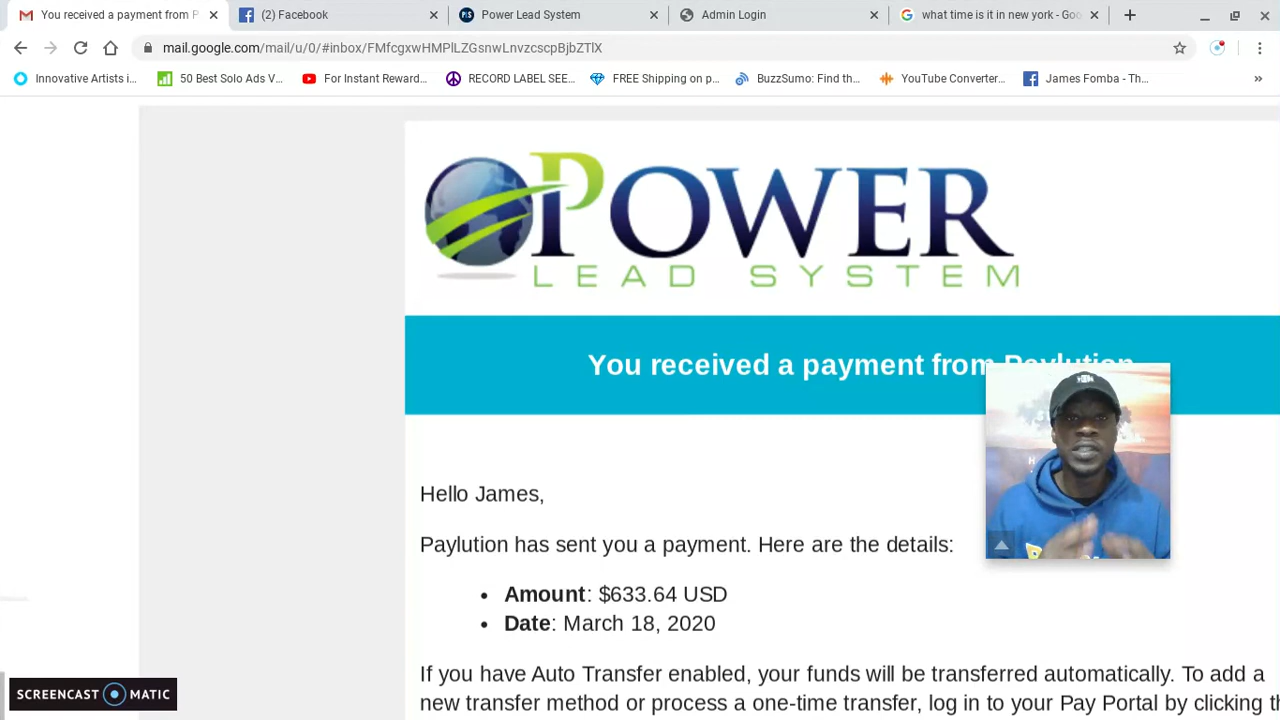 You received a payment from P
(2) Facebook
Power Lead System
Admin Login
what time is it in new york - Goo
mail.google.com/mail/u/0/#inbox/FMfcgxwHMPlLZGsnwLnvzcscpBjbZTlX
Innovative Artists i...
50 Best Solo Ads V...
For Instant Reward...
RECORD LABEL SEE...
FREE Shipping on p...
BuzzSumo: Find th...
YouTube Converter...
James Fomba - Th...
POWER
LEAD SYSTEM
You received a payment from Paylution
Hello James,
Paylution has sent you a payment. Here are the details:
• Amount: $633.64 USD
• Date: March 18, 2020
If you have Auto Transfer enabled, your funds will be transferred automatically. To add a
new transfer method or process a one-time transfer, log in to your Pay Portal by clicking th
SCREENCAST MATIC